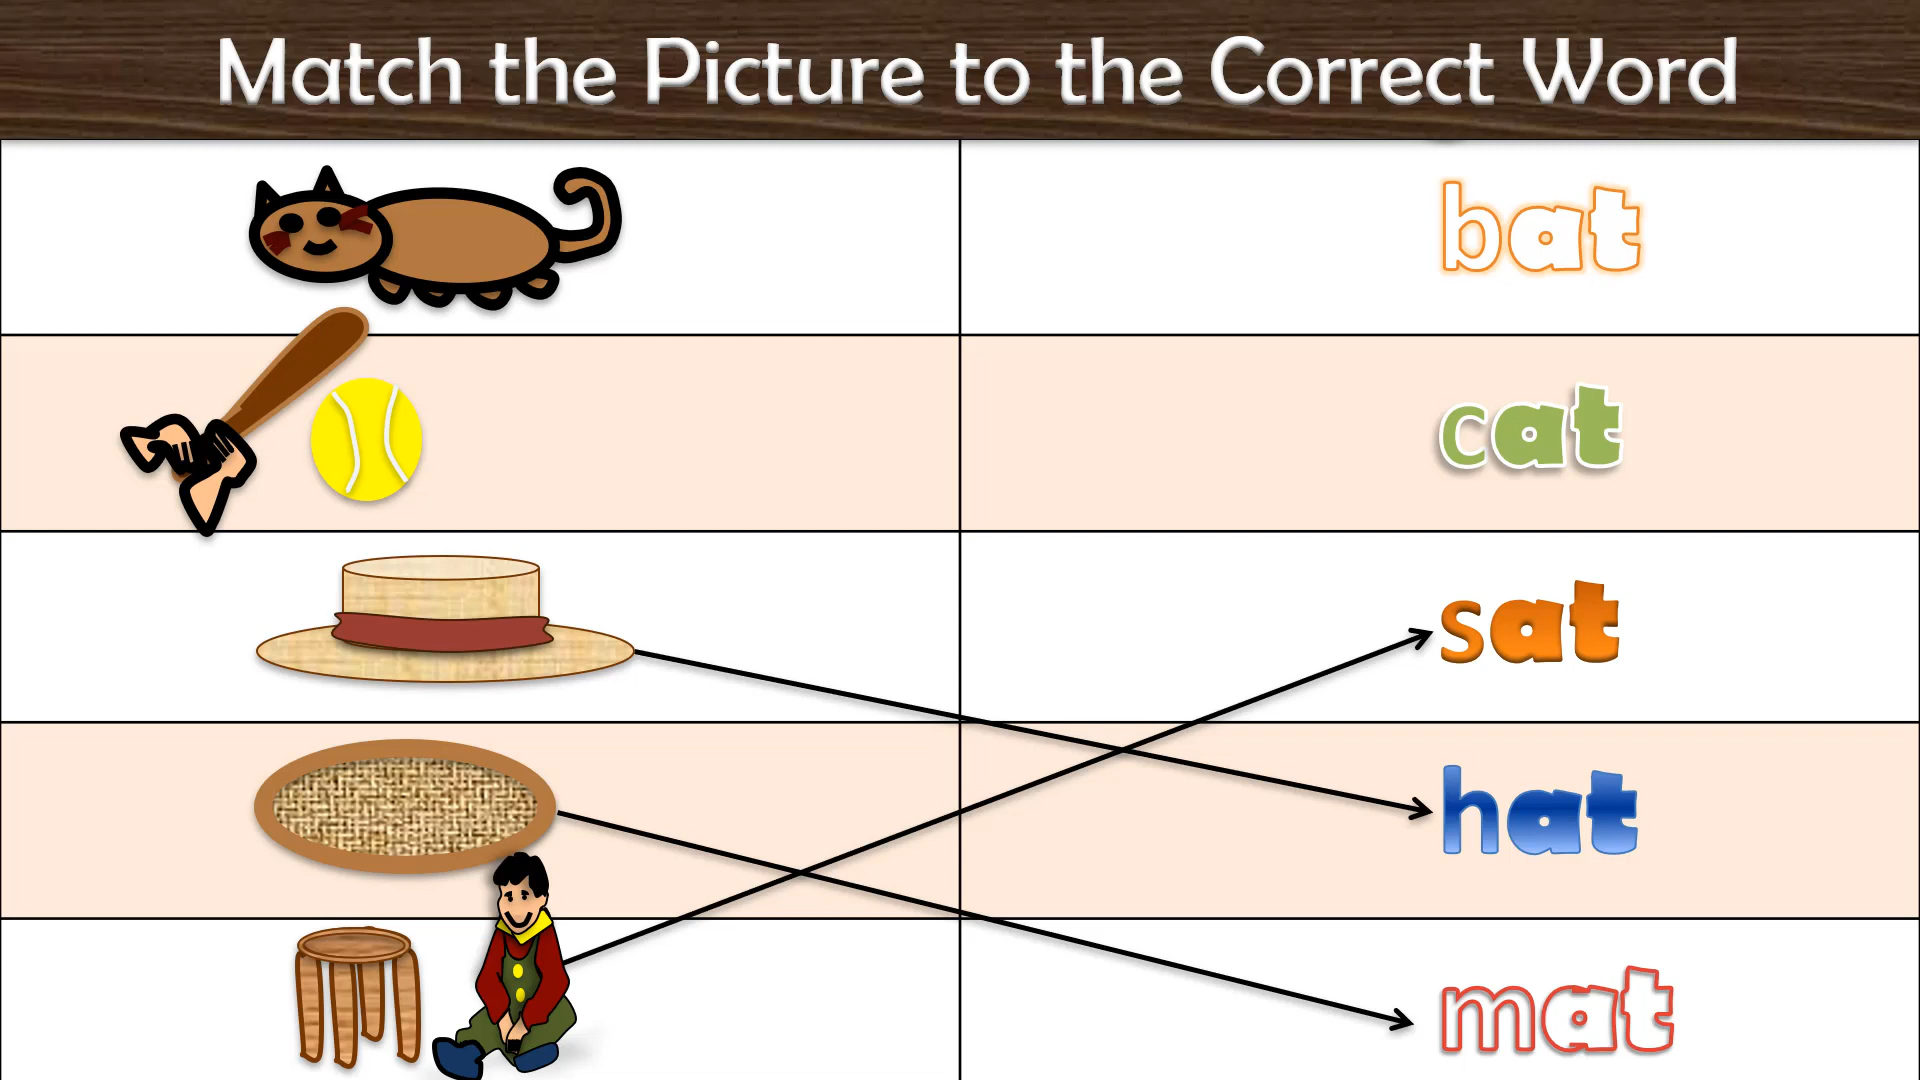 Match the Picture to the Correct Word
bat
cat
sat
hat
mat